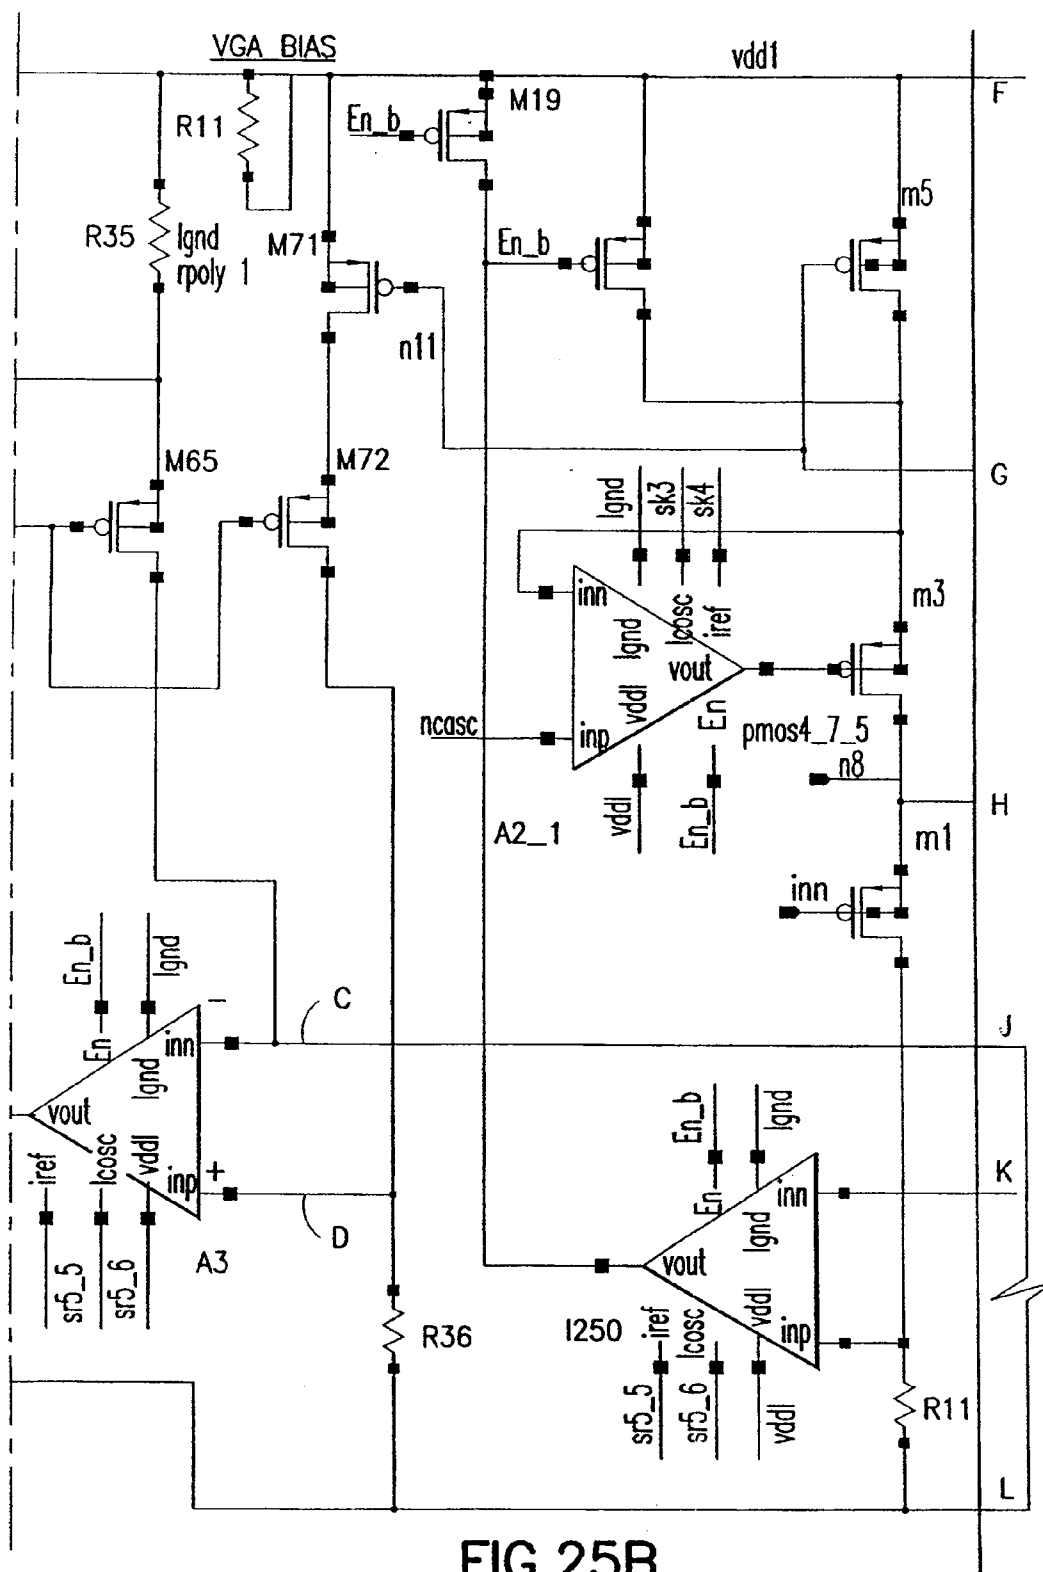 VGA BIAS
vdd1
F
R11
En_b
M19
m5
R35
lgnd
rpoly 1
M71
En_b
n11
M65
M72
G
lgnd
sk3
sk4
inn
lgnd
lcosc
iref
vout
m3
ncasc
inp
vddl
En
pmos4_7_5
n8
H
vddl
En_b
A2_1
m1
inn
En_b
lgnd
−
C
J
En
lgnd
inn
vout
En_b
lgnd
iref
lcosc
vddl
inp
+
K
En
lgnd
inn
D
A3
vout
sr5_5
sr5_6
I250
iref
lcosc
vddl
inp
R36
sr5_5
sr5_6
vddl
R11
L
FIG.25B